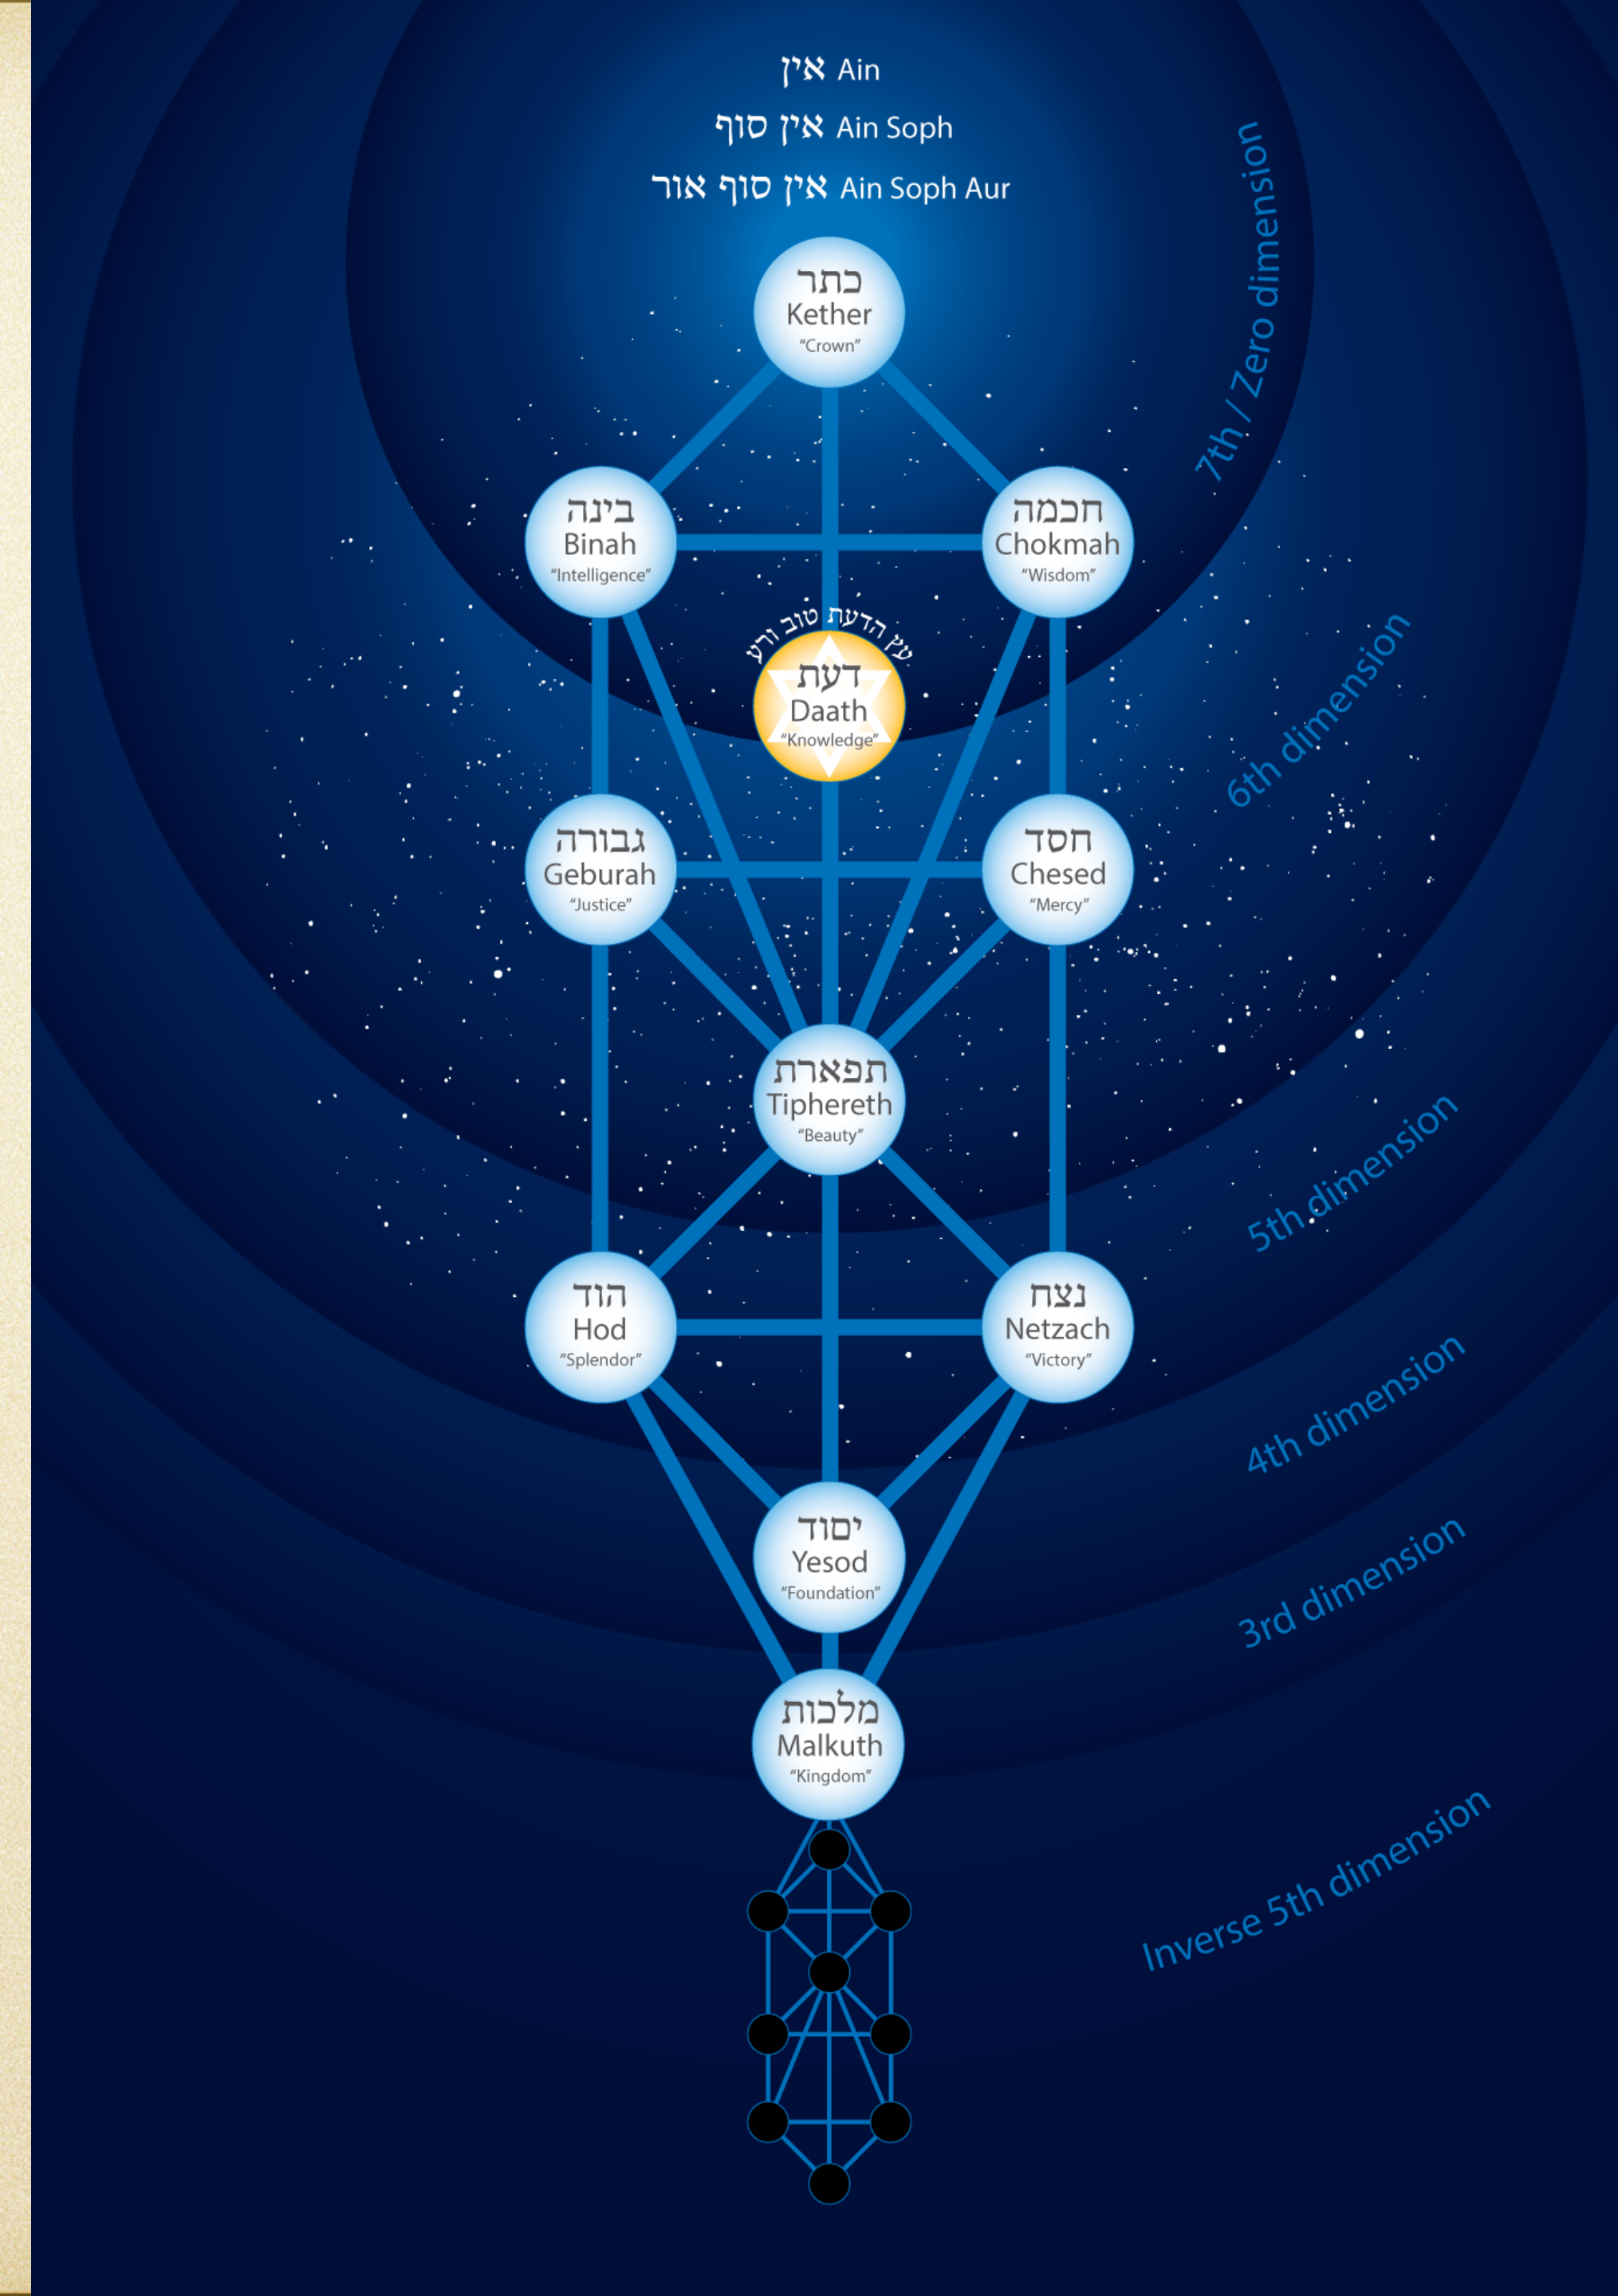 אין Ain
אין סוף Ain Soph
אין סוף אור Ain Soph Aur
7th / Zero dimension
כתר
Kether
“Crown”
בינה
Binah
“Intelligence”
חכמה
Chokmah
“Wisdom”
עץ הדעת טוב ורע
דעת
Daath
“Knowledge”
6th dimension
גבורה
Geburah
“Justice”
חסד
Chesed
“Mercy”
תפארת
Tiphereth
“Beauty”
5th dimension
הוד
Hod
“Splendor”
נצח
Netzach
“Victory”
4th dimension
יסוד
Yesod
“Foundation”
3rd dimension
מלכות
Malkuth
“Kingdom”
Inverse 5th dimension